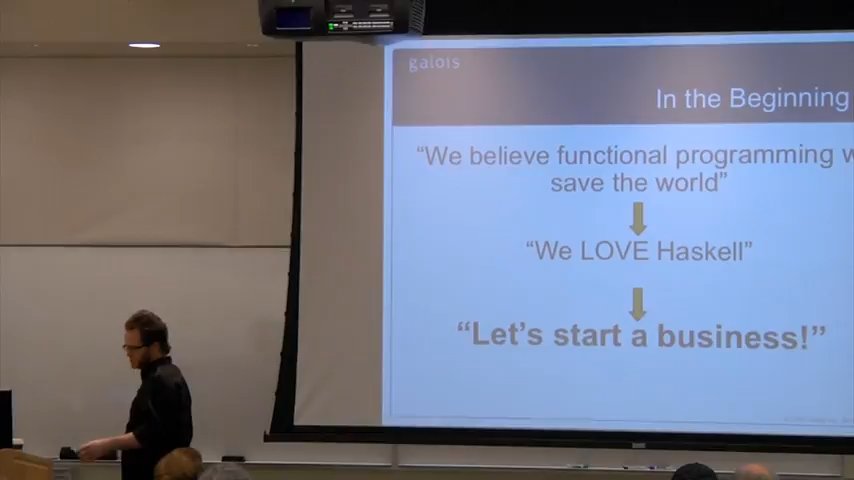 galois
In the Beginning
“We believe functional programming
save the world”
“We LOVE Haskell”
“Let’s start a business!”